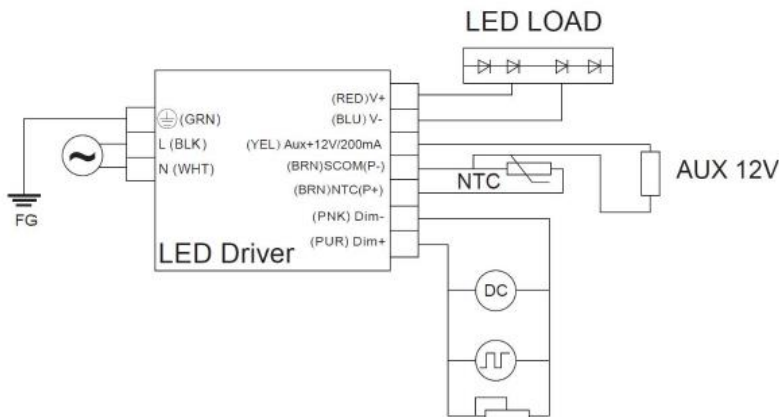 LED LOAD
(RED)V+
(BLU) V-
(GRN)
L (BLK)
(YEL) Aux+12V/200mA
N (WHT)
(BRN)SCOM(P-)
AUX 12V
NTC
(BRN)NTC(P+)
(PNK) Dim-
FG
(PUR) Dim+
LED Driver
DC